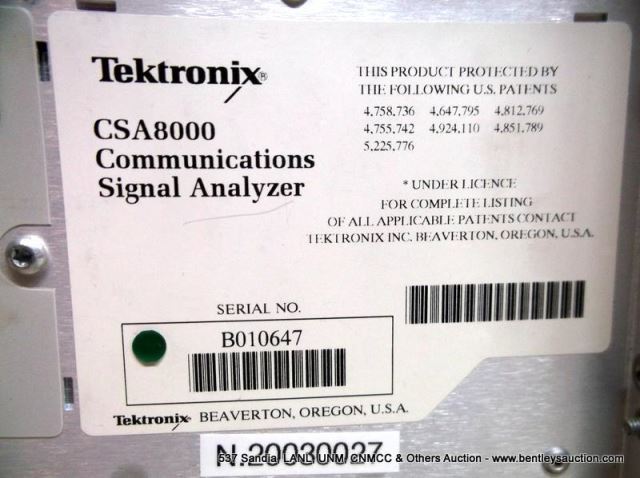 Tektronix®
CSA8000
Communications
Signal Analyzer
THIS PRODUCT PROTECTED BY
THE FOLLOWING U.S. PATENTS
4,758,736 4,647,795 4,812,769
4,755,742 4,924,110 4,851,789
5,225,776
* UNDER LICENCE
FOR COMPLETE LISTING
OF ALL APPLICABLE PATENTS CONTACT
TEKTRONIX INC. BEAVERTON, OREGON, U.S.A.
SERIAL NO.
B010647
Tektronix BEAVERTON, OREGON, U.S.A.
N.20030027
537 Sandia, LANL, UNM, CNMCC & Others Auction - www.bentleysauction.com